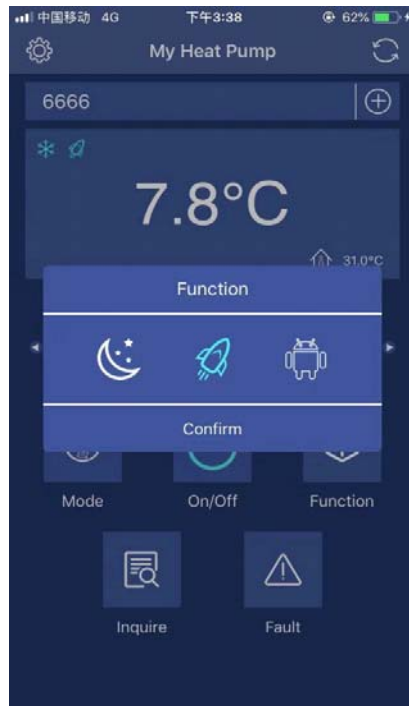 中国移动 4G 下午3:38 62%
My Heat Pump
6666
7.8°C
31.0°C
Function
Confirm
Mode On/Off Function
Inquire Fault